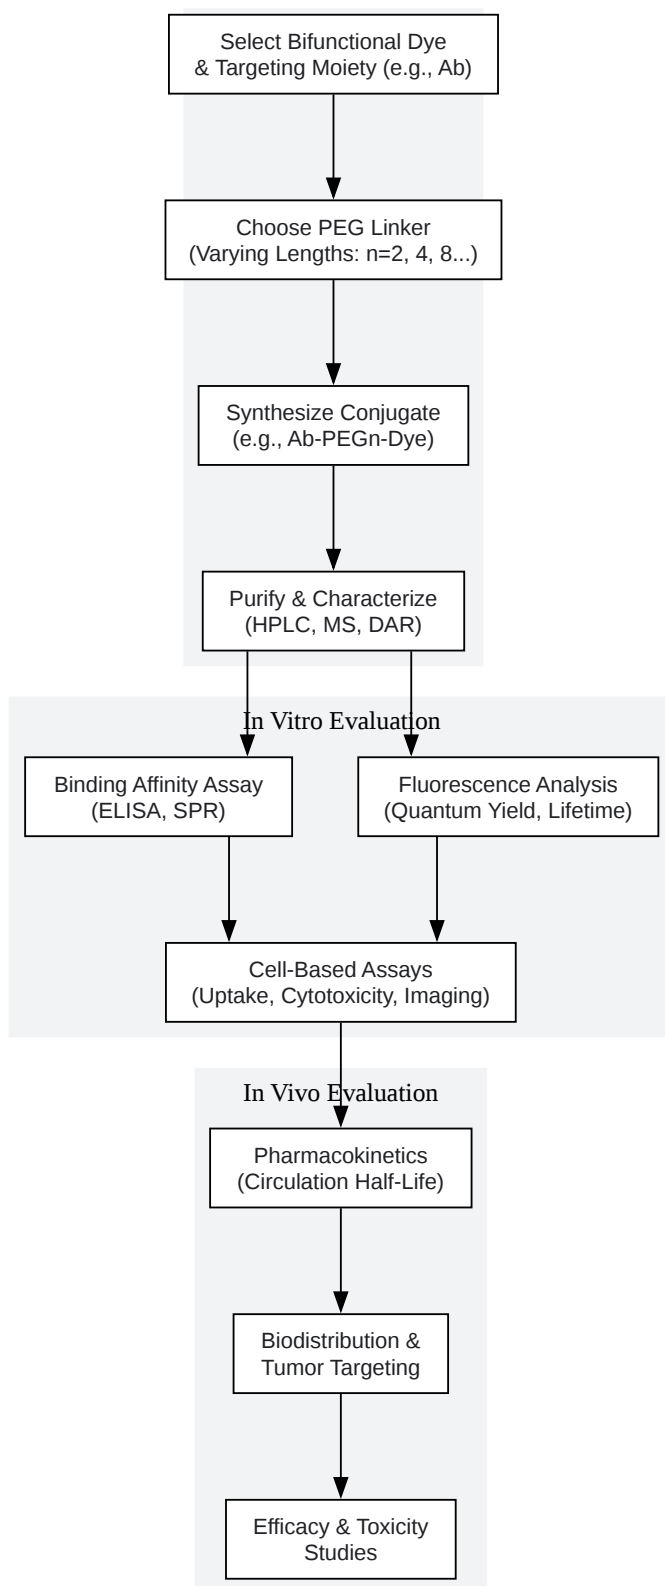 Select Bifunctional Dye
& Targeting Moiety (e.g., Ab)
Choose PEG Linker
(Varying Lengths: n=2, 4, 8...)
Synthesize Conjugate
(e.g., Ab-PEGn-Dye)
Purify & Characterize
(HPLC, MS, DAR)
In Vitro Evaluation
Binding Affinity Assay
(ELISA, SPR)
Fluorescence Analysis
(Quantum Yield, Lifetime)
Cell-Based Assays
(Uptake, Cytotoxicity, Imaging)
In Vivo Evaluation
Pharmacokinetics
(Circulation Half-Life)
Biodistribution &
Tumor Targeting
Efficacy & Toxicity
Studies